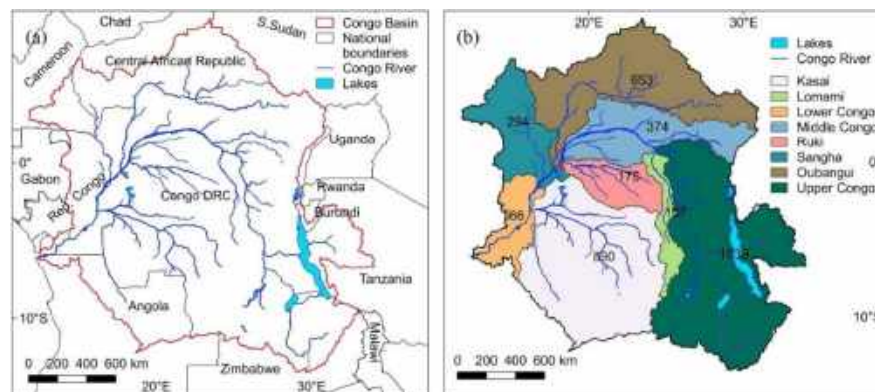 (a)
Chad
S.Sudan
Cameroon
Central African Republic
Congo Basin
National boundaries
Congo River
Lakes
Uganda
0°
Gabon
Rep. Congo
Congo DRC
Rwanda
Burundi
Tanzania
Angola
10°S
Malawi
Zimbabwe
0 200 400 600 km
20°E
30°E
(b)
20°E
30°E
Lakes
Congo River
Kasai
Lomami
Lower Congo
Middle Congo
Ruki
Sangha
Oubangui
Upper Congo
653
294
374
175
890
10°S
0 200 400 600 km